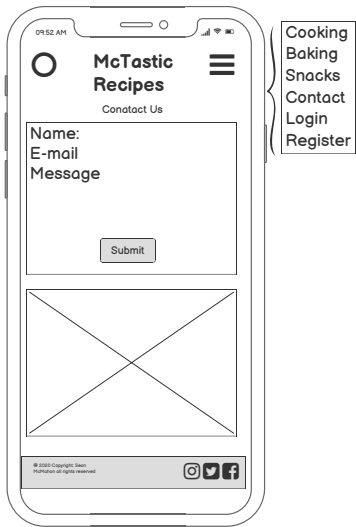 09:52 AM
McTastic
Recipes
Conatact Us
Name:
E-mail
Message
Submit
© 2020 Copyright Sean
McMahon all rights reserved
Cooking
Baking
Snacks
Contact
Login
Register